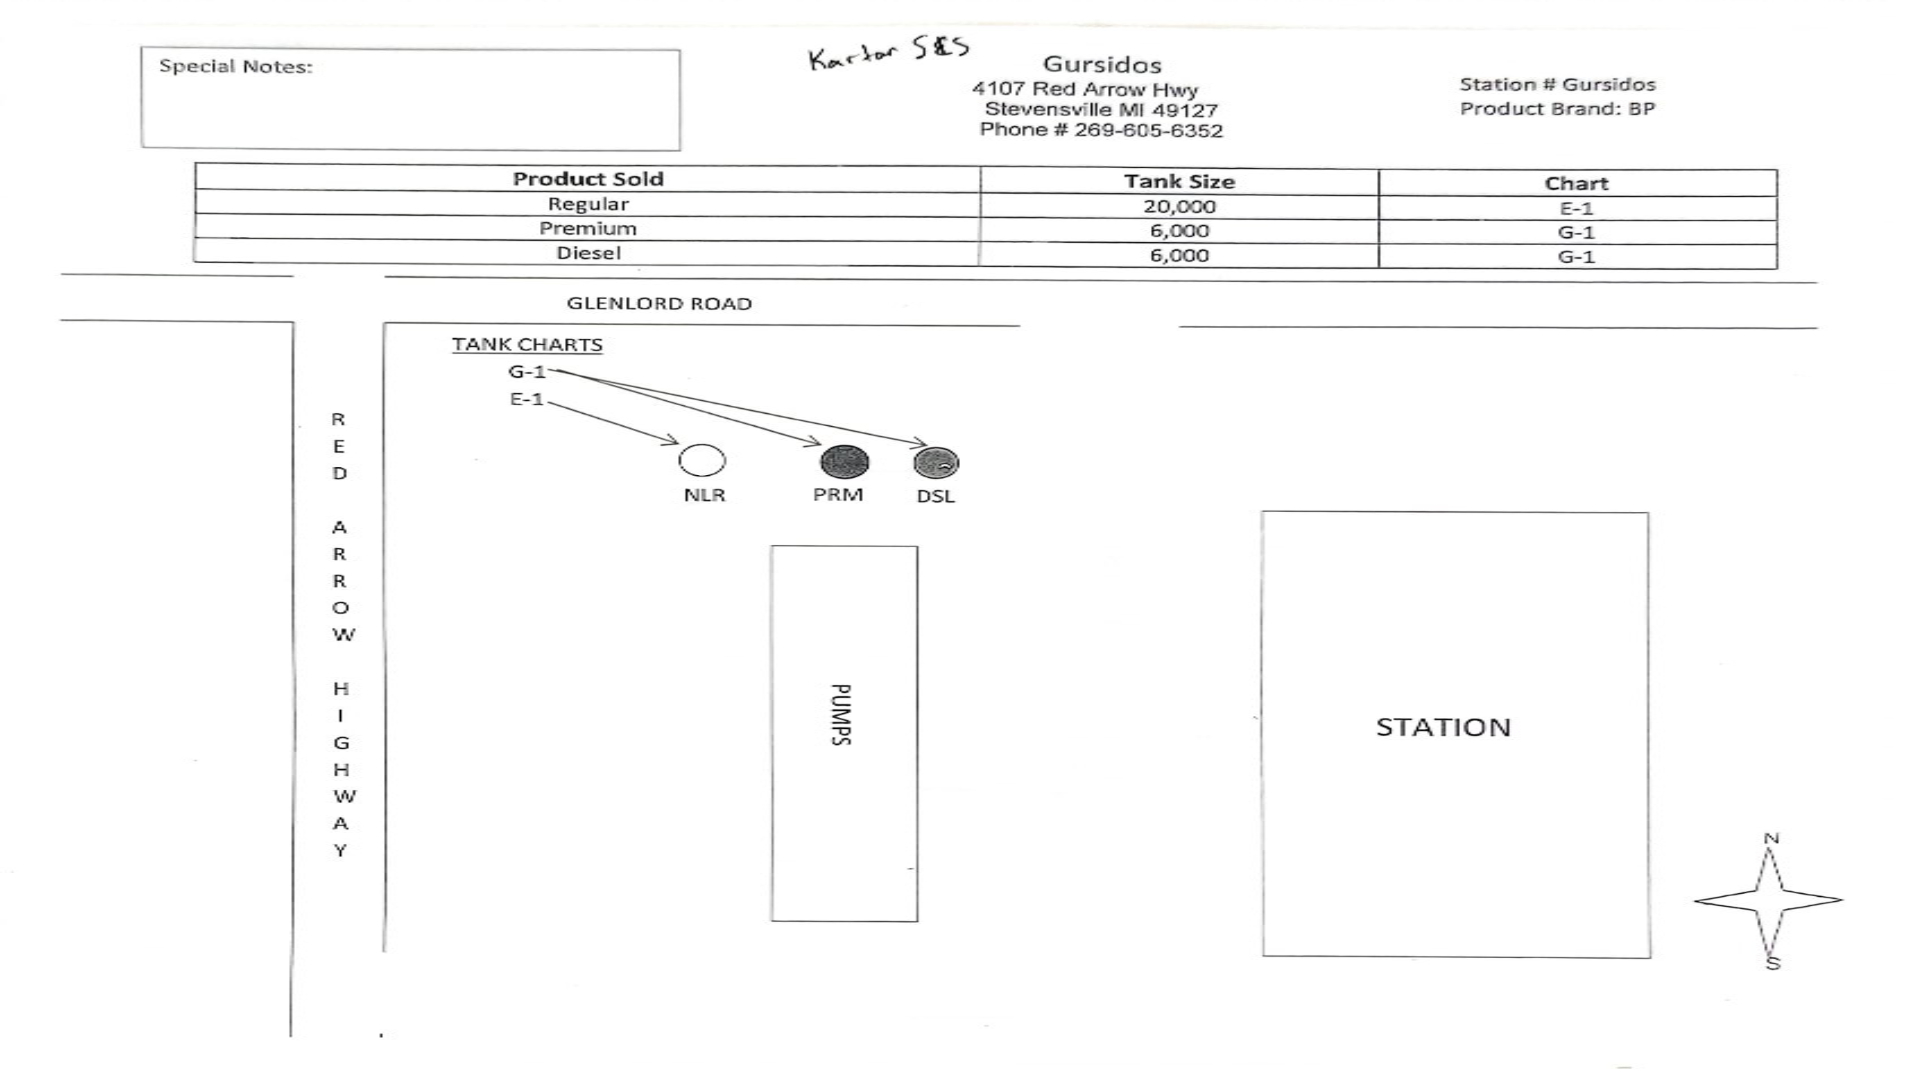 Special Notes:
Kartar S&S
Gursidos
4107 Red Arrow Hwy
Stevensville MI 49127
Phone # 269-605-6352
Station # Gursidos
Product Brand: BP
Product Sold Tank Size Chart
Regular 20,000 E-1
Premium 6,000 G-1
Diesel 6,000 G-1
GLENLORD ROAD
TANK CHARTS
G-1
E-1
NLR PRM DSL
RED ARROW HIGHWAY
PUMPS
STATION
N
S